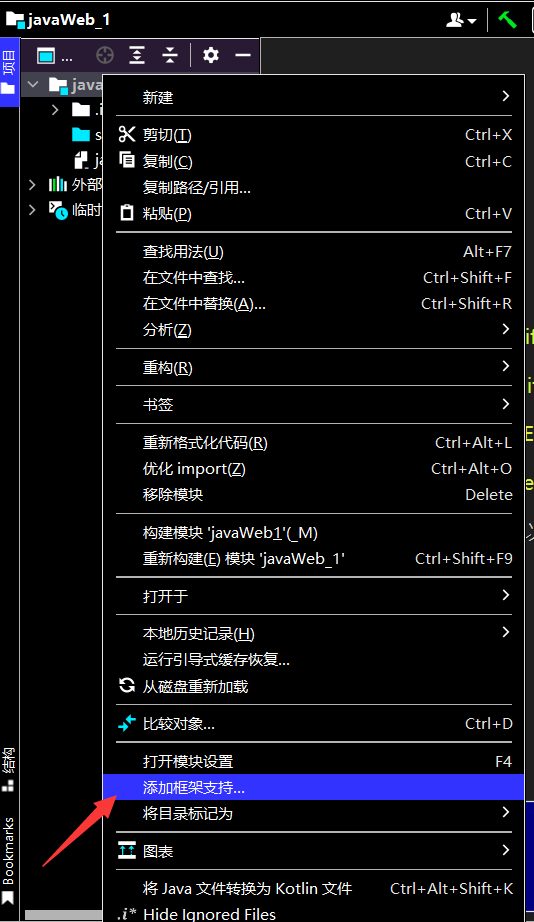 javaWeb_1
项目
...
java
.i
s
ja
外部
临时
新建
剪切(T) Ctrl+X
复制(C) Ctrl+C
复制路径/引用...
粘贴(P) Ctrl+V
查找用法(U) Alt+F7
在文件中查找... Ctrl+Shift+F
在文件中替换(A)... Ctrl+Shift+R
分析(Z)
重构(R)
书签
重新格式化代码(R) Ctrl+Alt+L
优化 import(Z) Ctrl+Alt+O
移除模块 Delete
构建模块 'javaWeb1'(_M)
重新构建(E) 模块 'javaWeb_1' Ctrl+Shift+F9
打开于
本地历史记录(H)
运行引导式缓存恢复...
从磁盘重新加载
比较对象... Ctrl+D
打开模块设置 F4
添加框架支持...
将目录标记为
图表
将 Java 文件转换为 Kotlin 文件 Ctrl+Alt+Shift+K
.i* Hide Ignored Files
结构
Bookmarks